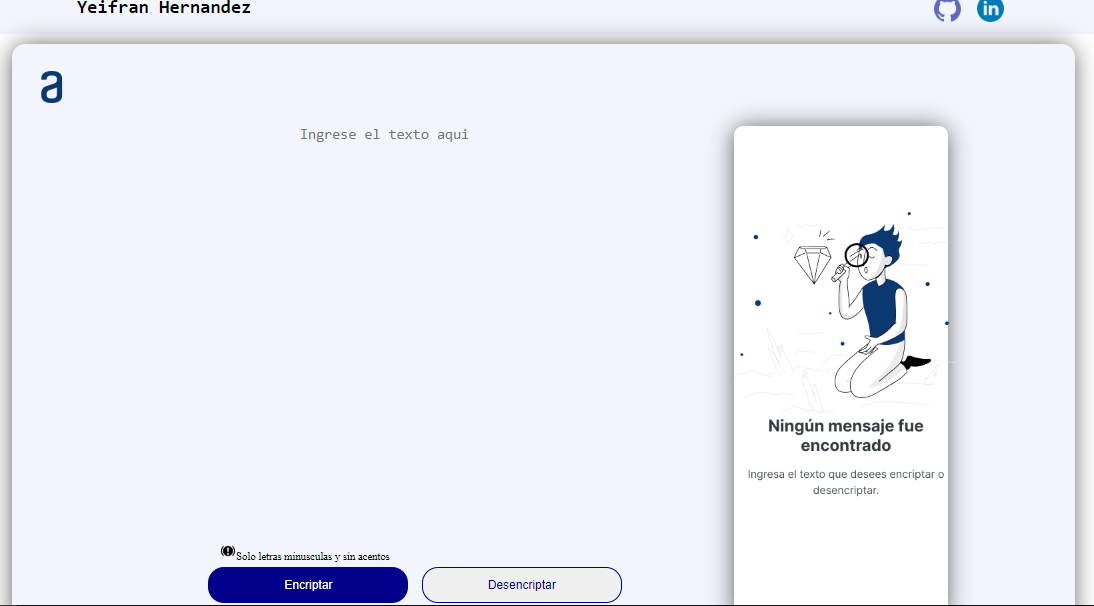 Yeifran Hernandez
in
a
Ingrese el texto aqui
Ningún mensaje fue
encontrado
Ingresa el texto que desees encriptar o
desencriptar.
Solo letras minusculas y sin acentos
Encriptar
Desencriptar